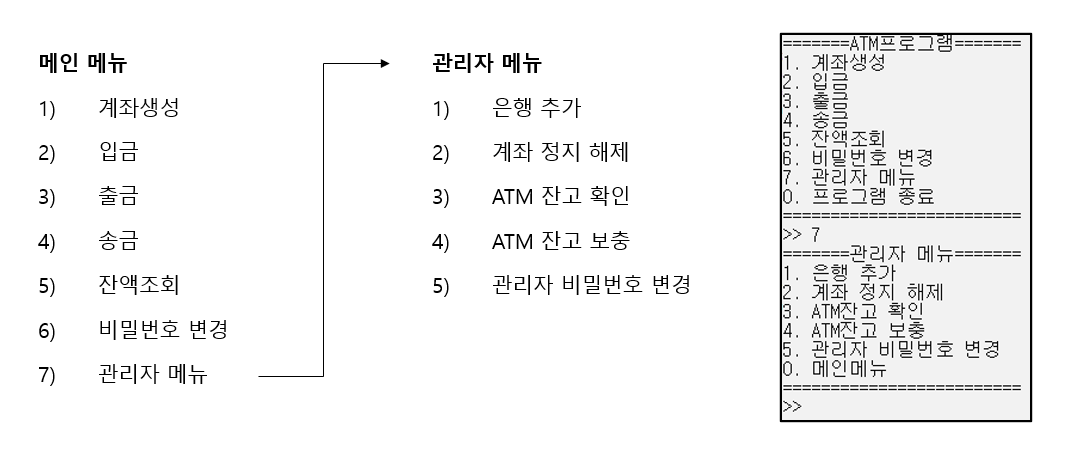 메인 메뉴
1) 계좌생성
2) 입금
3) 출금
4) 송금
5) 잔액조회
6) 비밀번호 변경
7) 관리자 메뉴
관리자 메뉴
1) 은행 추가
2) 계좌 정지 해제
3) ATM 잔고 확인
4) ATM 잔고 보충
5) 관리자 비밀번호 변경
=======ATM프로그램=======
1. 계좌생성
2. 입금
3. 출금
4. 송금
5. 잔액조회
6. 비밀번호 변경
7. 관리자 메뉴
0. 프로그램 종료
=========================
>> 7
=======관리자 메뉴=======
1. 은행 추가
2. 계좌 정지 해제
3. ATM잔고 확인
4. ATM잔고 보충
5. 관리자 비밀번호 변경
0. 메인메뉴
=========================
>>